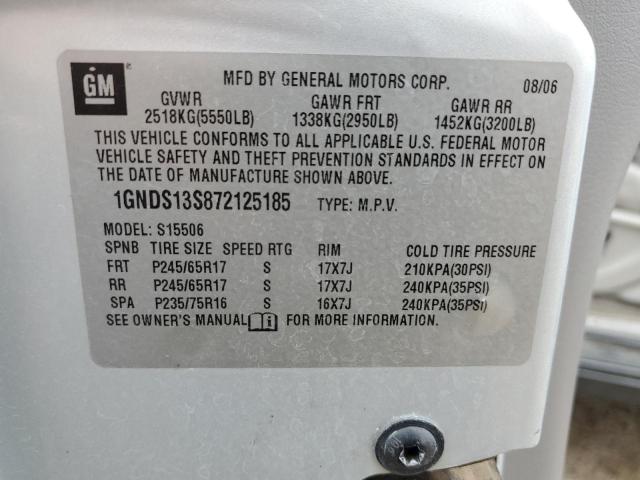 GM
MFD BY GENERAL MOTORS CORP. 08/06
GVWR GAWR FRT GAWR RR
2518KG(5550LB) 1338KG(2950LB) 1452KG(3200LB)
THIS VEHICLE CONFORMS TO ALL APPLICABLE U.S. FEDERAL MOTOR
VEHICLE SAFETY AND THEFT PREVENTION STANDARDS IN EFFECT ON
THE DATE OF MANUFACTURE SHOWN ABOVE.
1GNDS13S872125185 TYPE: M.P.V.
MODEL: S15506
SPNB TIRE SIZE SPEED RTG RIM COLD TIRE PRESSURE
FRT P245/65R17 S 17X7J 210KPA(30PSI)
RR P245/65R17 S 17X7J 240KPA(35PSI)
SPA P235/75R16 S 16X7J 240KPA(35PSI)
SEE OWNER'S MANUAL FOR MORE INFORMATION.